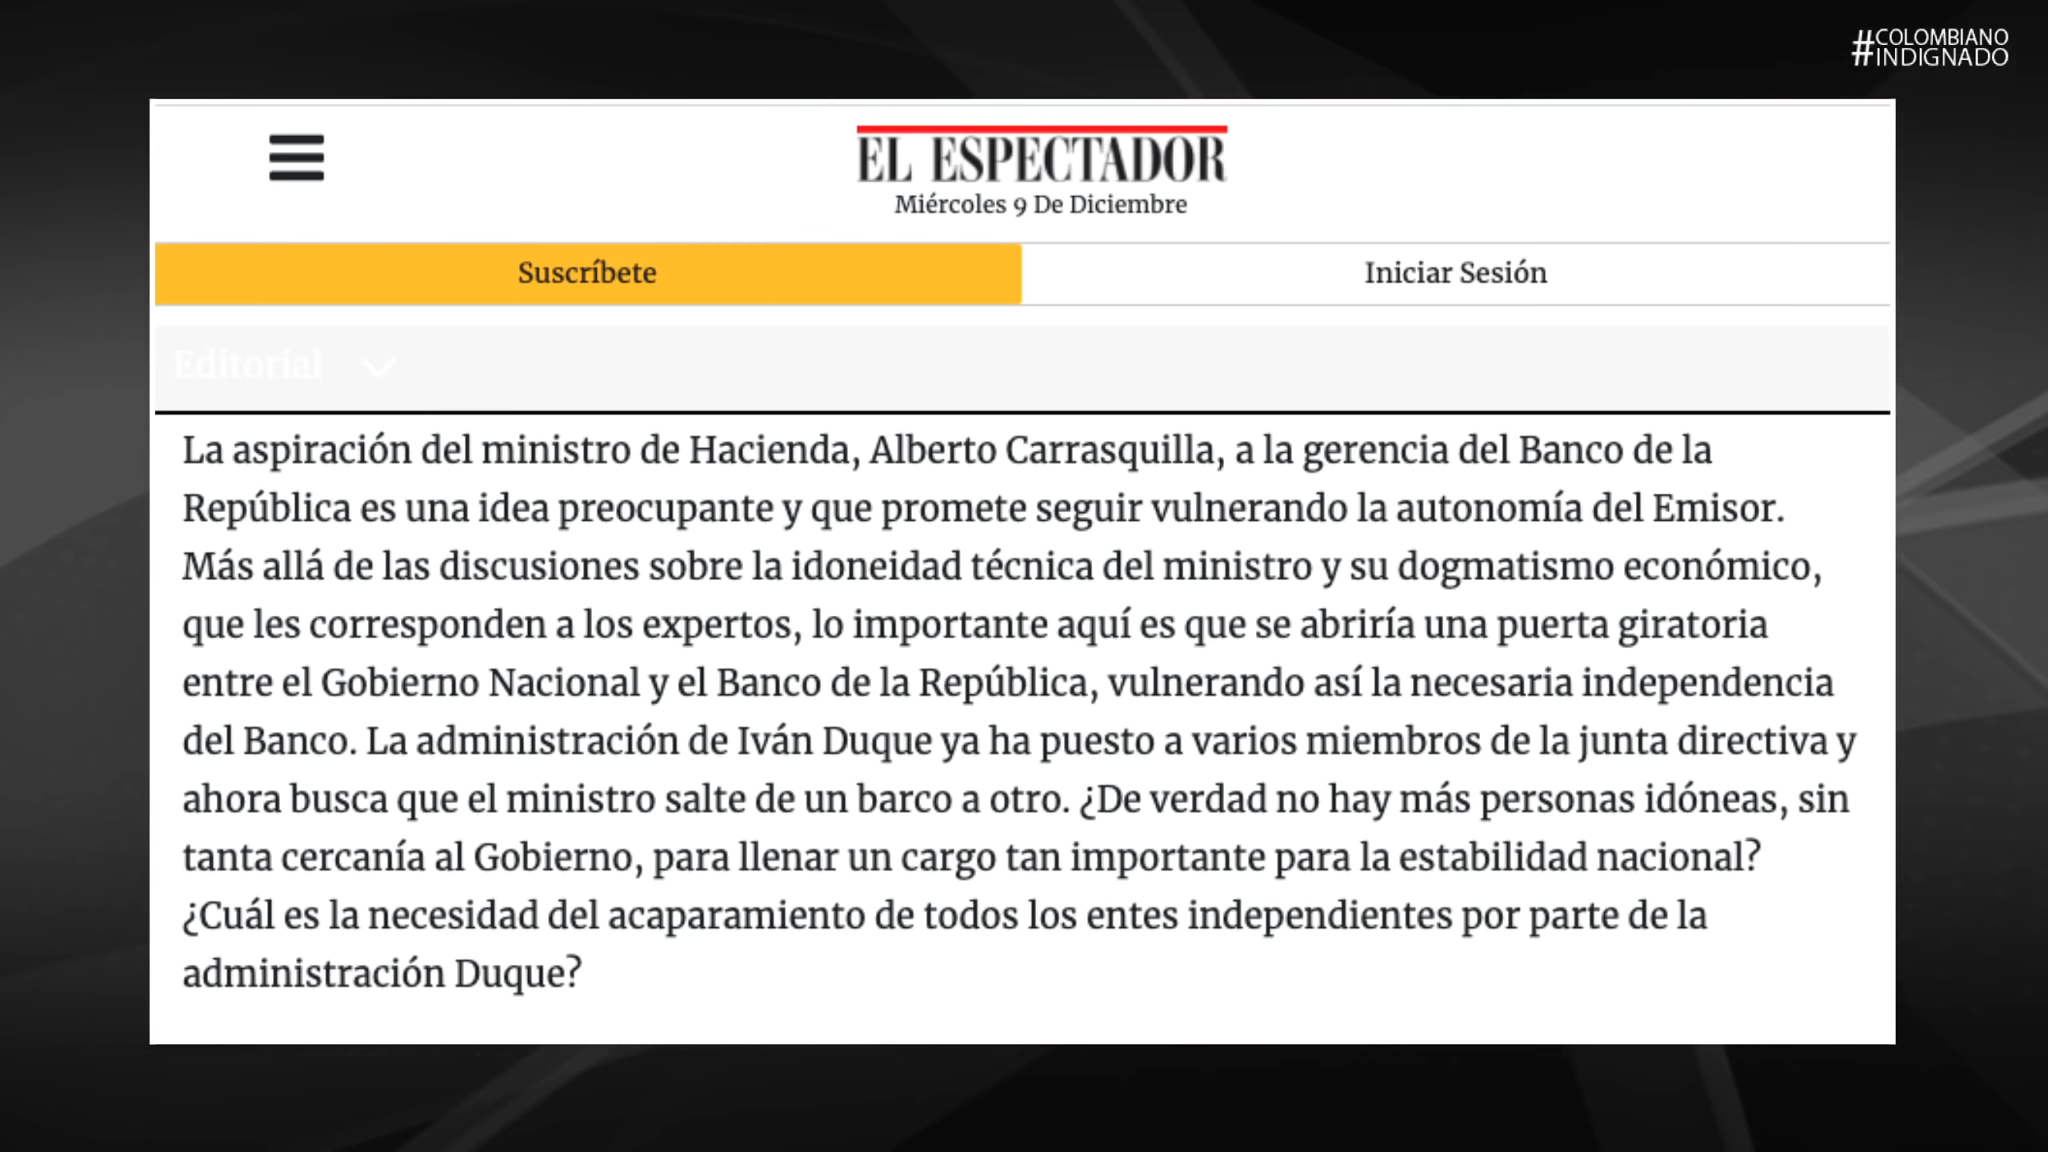 #COLOMBIANO
INDIGNADO
EL ESPECTADOR
Miércoles 9 De Diciembre
Suscríbete
Iniciar Sesión
Editorial
La aspiración del ministro de Hacienda, Alberto Carrasquilla, a la gerencia del Banco de la
República es una idea preocupante y que promete seguir vulnerando la autonomía del Emisor.
Más allá de las discusiones sobre la idoneidad técnica del ministro y su dogmatismo económico,
que les corresponden a los expertos, lo importante aquí es que se abriría una puerta giratoria
entre el Gobierno Nacional y el Banco de la República, vulnerando así la necesaria independencia
del Banco. La administración de Iván Duque ya ha puesto a varios miembros de la junta directiva y
ahora busca que el ministro salte de un barco a otro. ¿De verdad no hay más personas idóneas, sin
tanta cercanía al Gobierno, para llenar un cargo tan importante para la estabilidad nacional?
¿Cuál es la necesidad del acaparamiento de todos los entes independientes por parte de la
administración Duque?